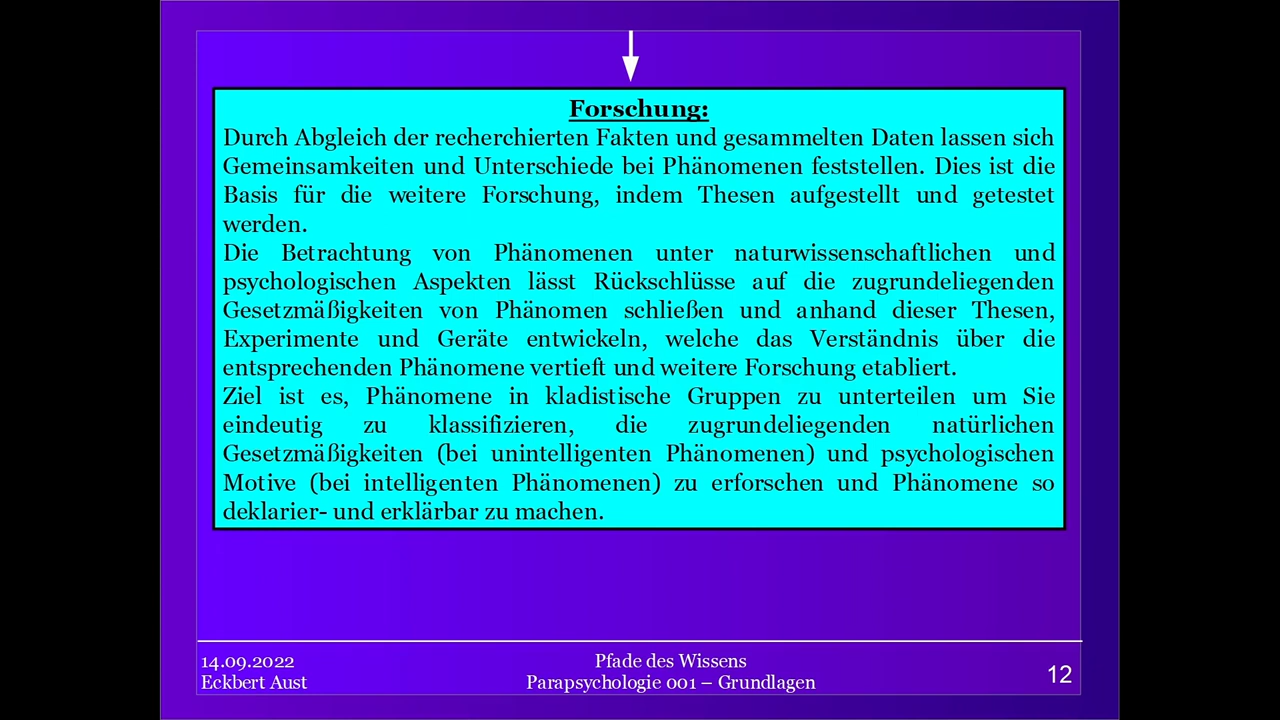 Forschung:
Durch Abgleich der recherchierten Fakten und gesammelten Daten lassen sich
Gemeinsamkeiten und Unterschiede bei Phänomenen feststellen. Dies ist die
Basis für die weitere Forschung, indem Thesen aufgestellt und getestet
werden.
Die Betrachtung von Phänomenen unter naturwissenschaftlichen und
psychologischen Aspekten lässt Rückschlüsse auf die zugrundeliegenden
Gesetzmäßigkeiten von Phänomen schließen und anhand dieser Thesen,
Experimente und Geräte entwickeln, welche das Verständnis über die
entsprechenden Phänomene vertieft und weitere Forschung etabliert.
Ziel ist es, Phänomene in kladistische Gruppen zu unterteilen um Sie
eindeutig zu klassifizieren, die zugrundeliegenden natürlichen
Gesetzmäßigkeiten (bei unintelligenten Phänomenen) und psychologischen
Motive (bei intelligenten Phänomenen) zu erforschen und Phänomene so
deklarier- und erklärbar zu machen.
14.09.2022
Eckbert Aust
Pfade des Wissens
Parapsychologie 001 – Grundlagen
12